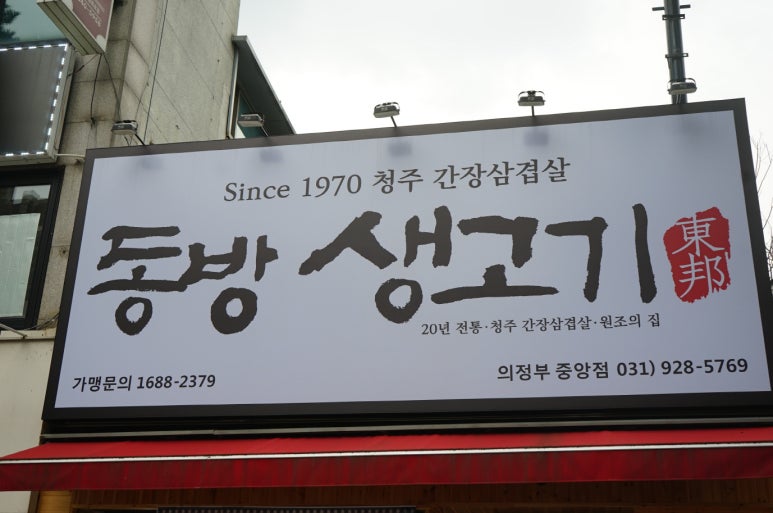 Since 1970 청주 간장삼겹살
동방 생고기
東邦
20년 전통·청주 간장삼겹살·원조의 집
가맹문의 1688-2379
의정부 중앙점 031) 928-5769